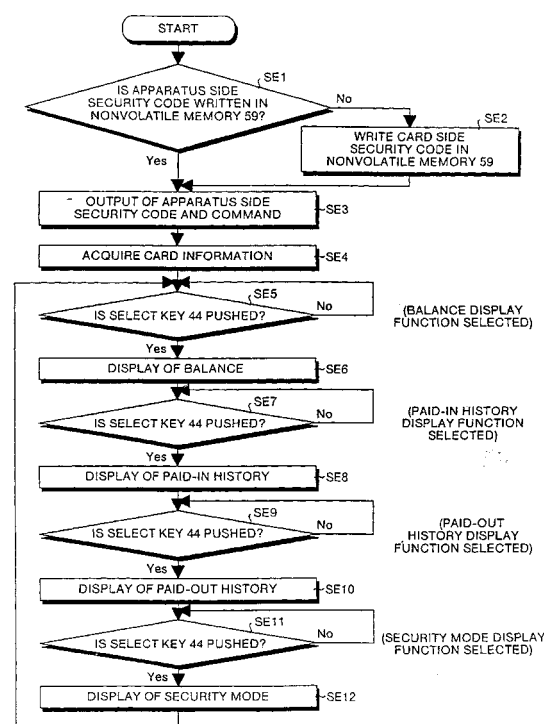 START
SE1
IS APPARATUS SIDE
SECURITY CODE WRITTEN IN
NONVOLATILE MEMORY 59?
No
SE2
WRITE CARD SIDE
SECURITY CODE IN
NONVOLATILE MEMORY 59
Yes
OUTPUT OF APPARATUS SIDE
SECURITY CODE AND COMMAND
SE3
ACQUIRE CARD INFORMATION
SE4
SE5
IS SELECT KEY 44 PUSHED?
No
(BALANCE DISPLAY
FUNCTION SELECTED)
Yes
DISPLAY OF BALANCE
SE6
SE7
IS SELECT KEY 44 PUSHED?
No
(PAID-IN HISTORY
DISPLAY FUNCTION
SELECTED)
Yes
DISPLAY OF PAID-IN HISTORY
SE8
SE9
IS SELECT KEY 44 PUSHED?
No
(PAID-OUT
HISTORY DISPLAY
FUNCTION SELECTED)
Yes
DISPLAY OF PAID-OUT HISTORY
SE10
SE11
IS SELECT KEY 44 PUSHED?
No
(SECURITY MODE DISPLAY
FUNCTION SELECTED)
Yes
DISPLAY OF SECURITY MODE
SE12